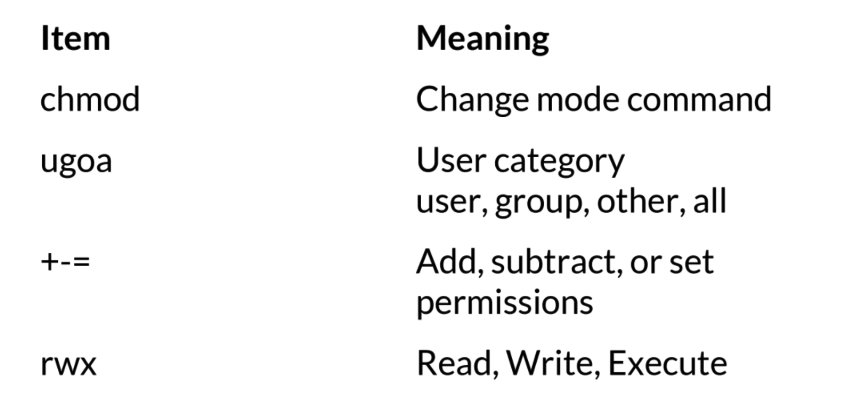 Item Meaning
chmod Change mode command
ugoa User category
user, group, other, all
+-= Add, subtract, or set
permissions
rwx Read, Write, Execute